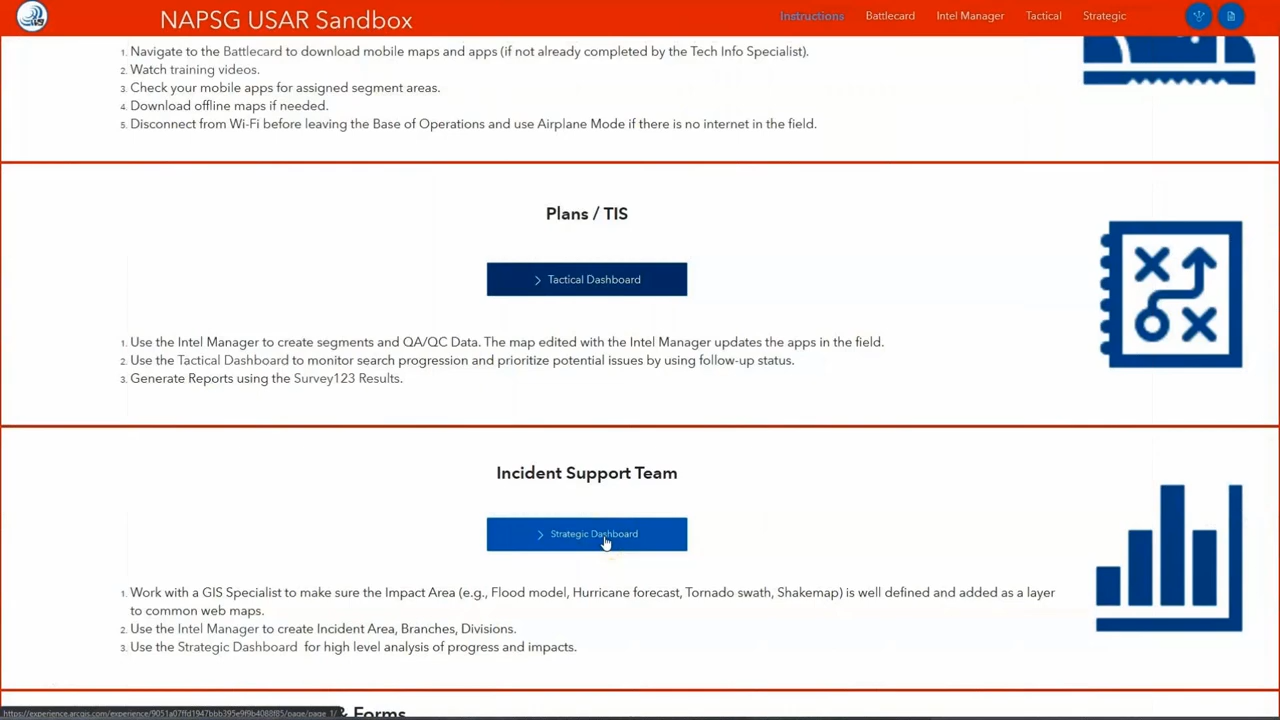 NAPSG USAR Sandbox
Instructions Battlecard Intel Manager Tactical Strategic
1. Navigate to the Battlecard to download mobile maps and apps (if not already completed by the Tech Info Specialist).
2. Watch training videos.
3. Check your mobile apps for assigned segment areas.
4. Download offline maps if needed.
5. Disconnect from Wi-Fi before leaving the Base of Operations and use Airplane Mode if there is no internet in the field.
Plans / TIS
Tactical Dashboard
1. Use the Intel Manager to create segments and QA/QC Data. The map edited with the Intel Manager updates the apps in the field.
2. Use the Tactical Dashboard to monitor search progression and prioritize potential issues by using follow-up status.
3. Generate Reports using the Survey123 Results.
Incident Support Team
Strategic Dashboard
1. Work with a GIS Specialist to make sure the Impact Area (e.g., Flood model, Hurricane forecast, Tornado swath, Shakemap) is well defined and added as a layer
to common web maps.
2. Use the Intel Manager to create Incident Area, Branches, Divisions.
3. Use the Strategic Dashboard for high level analysis of progress and impacts.
& Forms